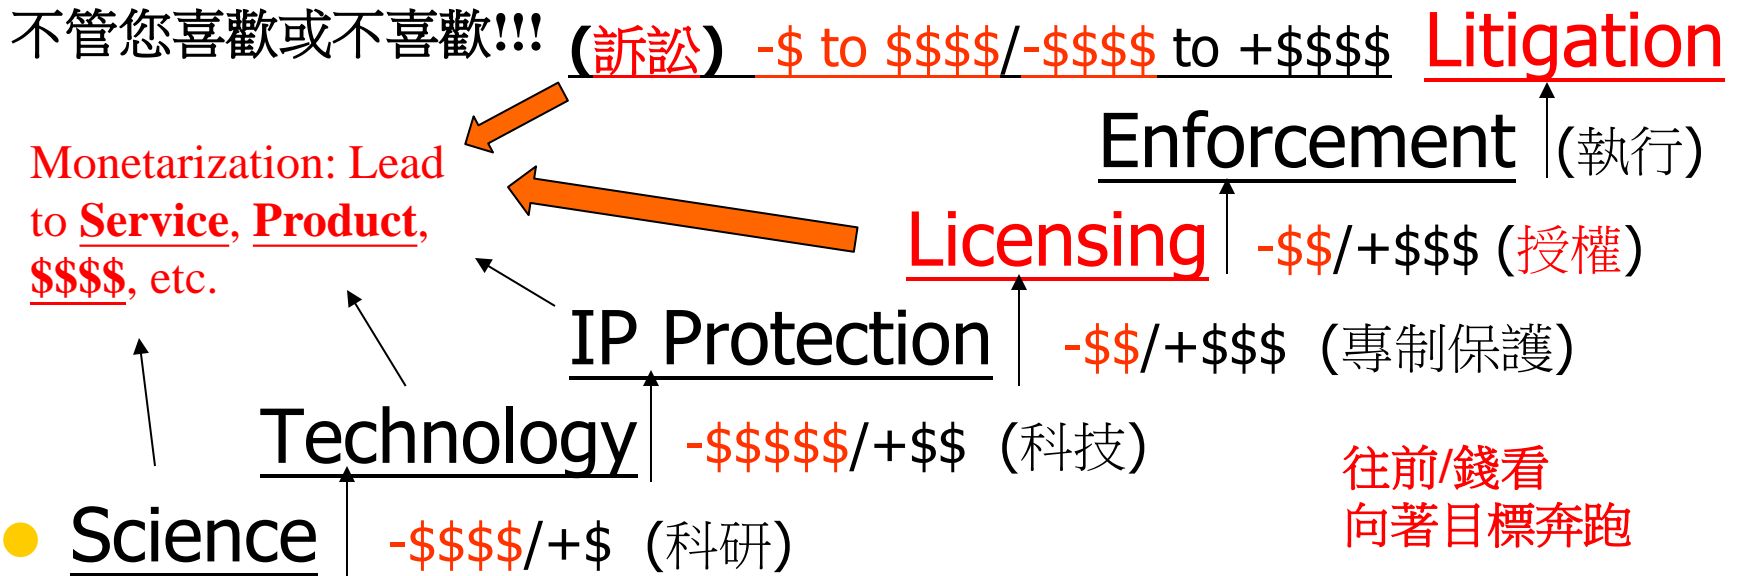 不管您喜歡或不喜歡!!!
(訴訟) -$ to $$$$/-$$$$ to +$$$$ Litigation
Enforcement (執行)
Monetarization: Lead
to Service, Product,
$$$$, etc.
Licensing -$$/+$$$ (授權)
IP Protection -$$/+$$$ (專制保護)
Technology -$$$$$/+$$ (科技)
往前/錢看
向著目標奔跑
Science -$$$$/+$ (科研)